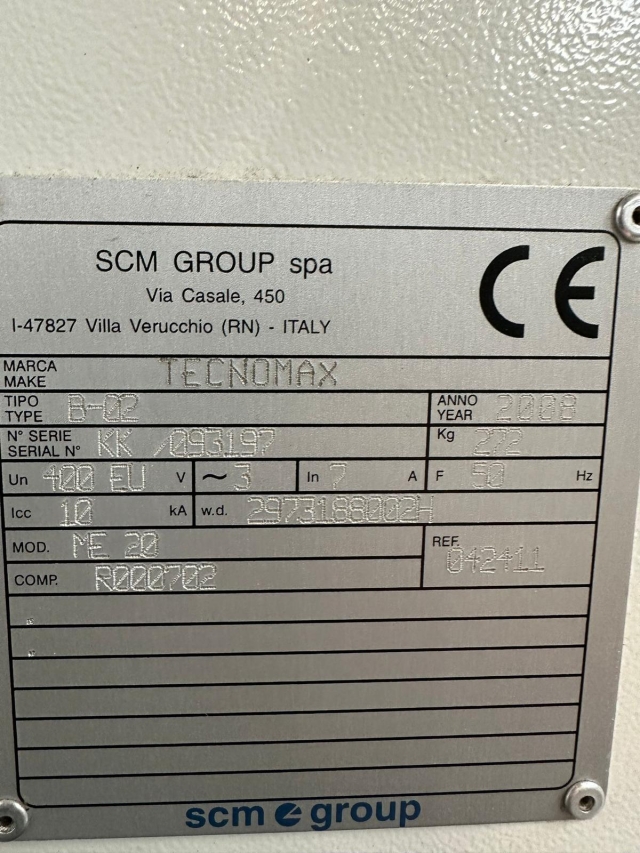 SCM GROUP spa
Via Casale, 450
I-47827 Villa Verucchio (RN) - ITALY
CE
MARCA
MAKE TECNOMAX
TIPO
TYPE B-02 ANNO
YEAR 2008
N° SERIE
SERIAL N° KK /093197 Kg 272
Un 400 EU V ~ 3 In 7 A F 50 Hz
Icc 10 kA w.d. 2973188002H
MOD. ME 20 REF. 042411
COMP. R000702
scm group